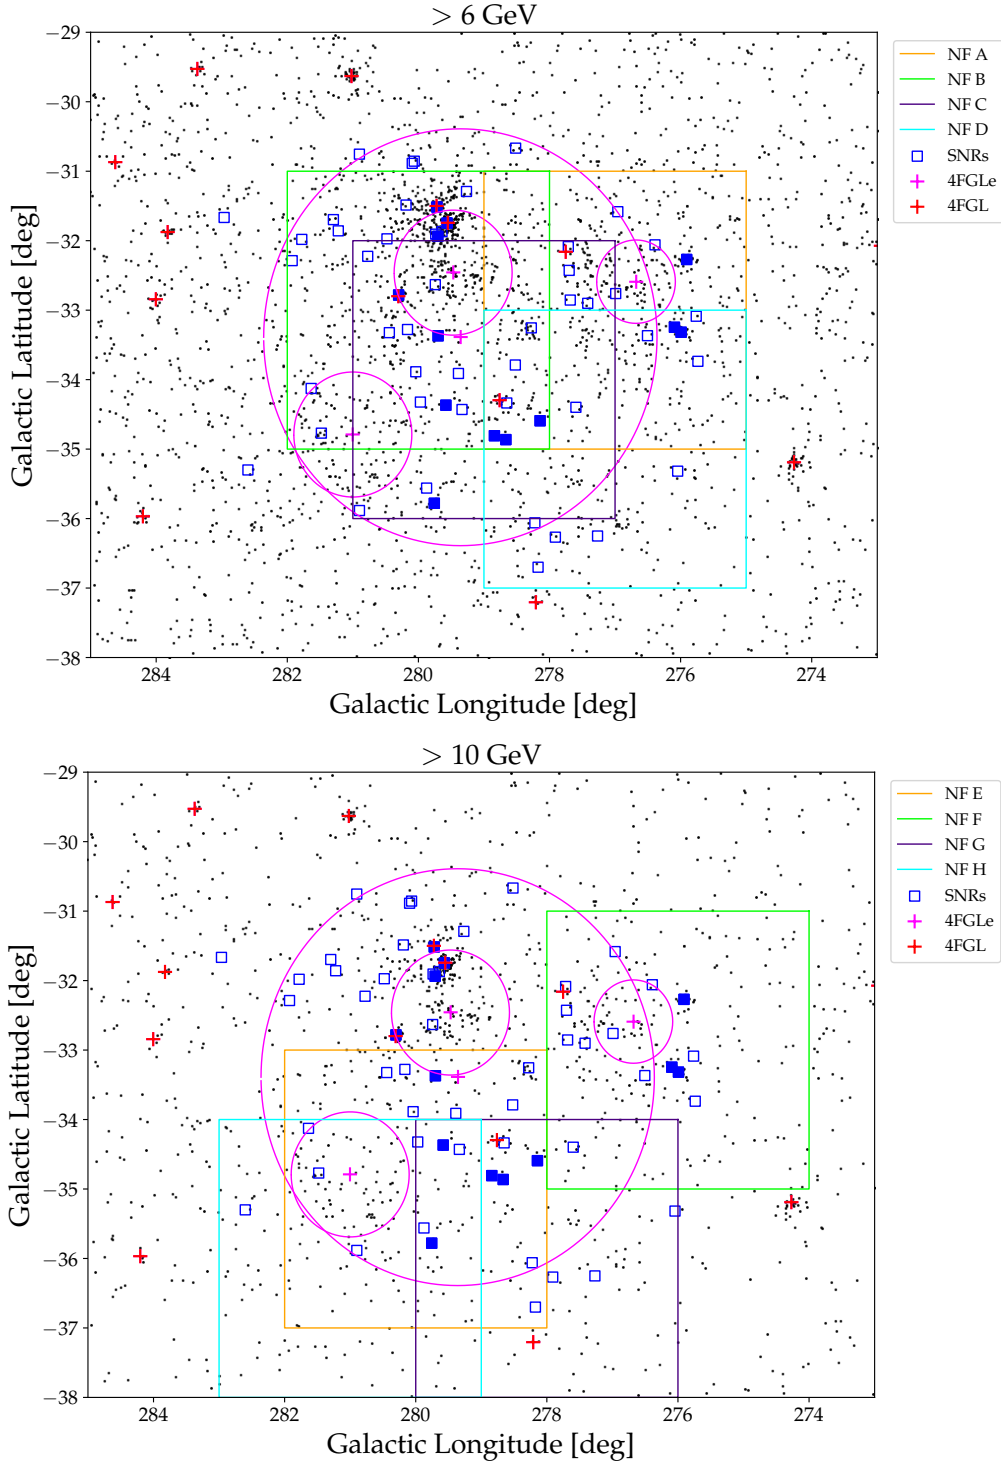 > 6 GeV
−29
−30
−31
−32
−33
−34
−35
−36
−37
−38
Galactic Latitude [deg]
284
282
280
278
276
274
Galactic Longitude [deg]
NF A
NF B
NF C
NF D
SNRs
4FGLe
4FGL
> 10 GeV
−29
−30
−31
−32
−33
−34
−35
−36
−37
−38
Galactic Latitude [deg]
284
282
280
278
276
274
Galactic Longitude [deg]
NF E
NF F
NF G
NF H
SNRs
4FGLe
4FGL